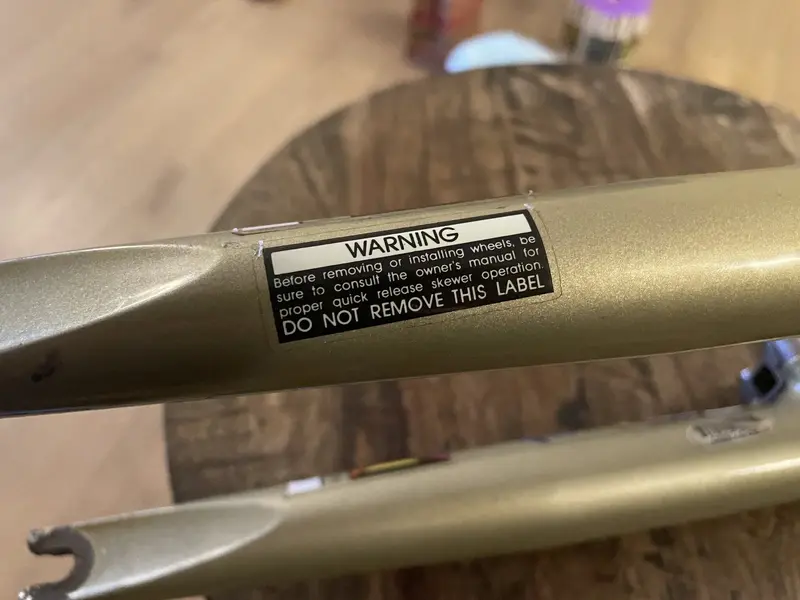 WARNING
Before removing or installing wheels, be
sure to consult the owner's manual for
proper quick release skewer operation.
DO NOT REMOVE THIS LABEL